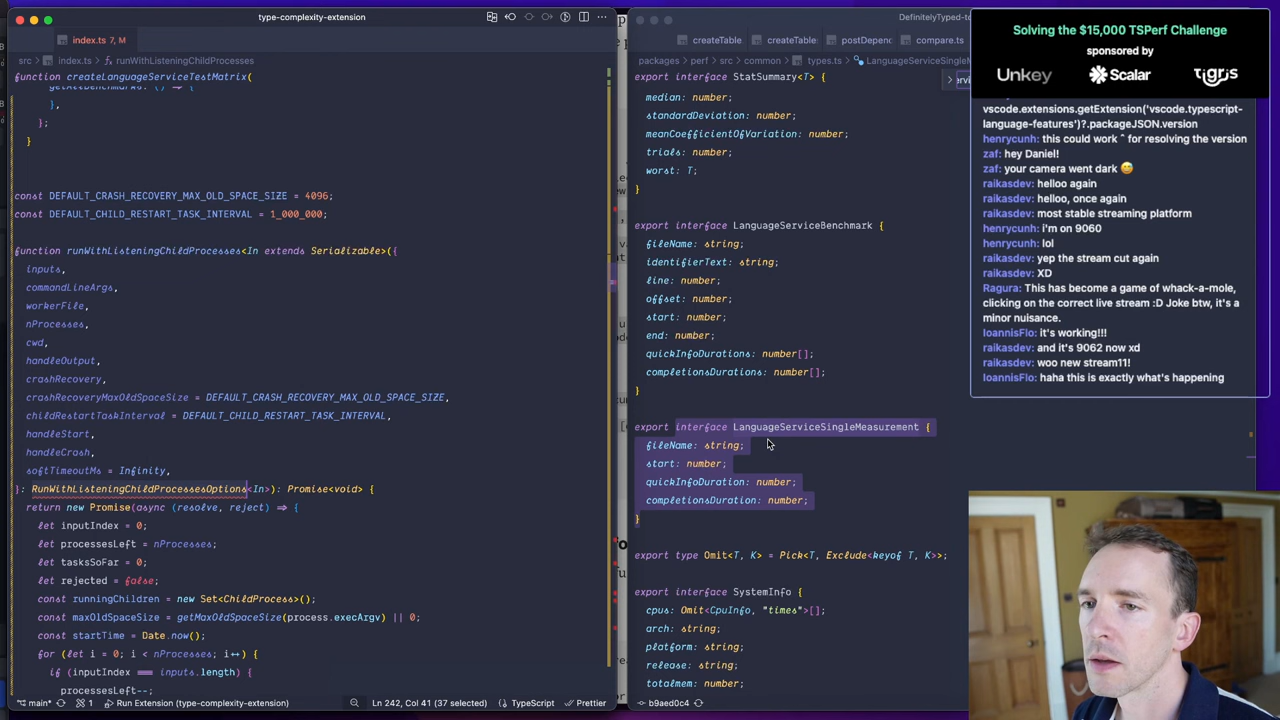 type-complexity-extension
index.ts 7, M
src > index.ts > runWithListeningChildProcesses
function createLanguageServiceTestMatrix(
},
};
}
const DEFAULT_CRASH_RECOVERY_MAX_OLD_SPACE_SIZE = 4096;
const DEFAULT_CHILD_RESTART_TASK_INTERVAL = 1_000_000;
function runWithListeningChildProcesses<In extends Serializable>({
inputs,
commandLineArgs,
workerFile,
nProcesses,
cwd,
handleOutput,
crashRecovery,
crashRecoveryMaxOldSpaceSize = DEFAULT_CRASH_RECOVERY_MAX_OLD_SPACE_SIZE,
childRestartTaskInterval = DEFAULT_CHILD_RESTART_TASK_INTERVAL,
handleStart,
handleCrash,
softTimeoutMs = Infinity,
}: RunWithListeningChildProcessesOptions<In>): Promise<void> {
return new Promise(async (resolve, reject) => {
let inputIndex = 0;
let processesLeft = nProcesses;
let tasksSoFar = 0;
let rejected = false;
const runningChildren = new Set<ChildProcess>();
const maxOldSpaceSize = getMaxOldSpaceSize(process.execArgv) || 0;
const startTime = Date.now();
for (let i = 0; i < nProcesses; i++) {
if (inputIndex === inputs.length) {
processesLeft--;
main*
1
Run Extension (type-complexity-extension)
Ln 242, Col 41 (37 selected)
TypeScript
Prettier
DefinitelyTyped-to
createTable
createTable
postDepend
compare.ts
packages > perf > src > common > types.ts > LanguageServiceSingleM
export interface StatSummary<T> {
median: number;
standardDeviation: number;
meanCoefficientOfVariation: number;
trials: number;
worst: T;
}
export interface LanguageServiceBenchmark {
fileName: string;
identifierText: string;
line: number;
offset: number;
start: number;
end: number;
quickInfoDurations: number[];
completionsDurations: number[];
}
export interface LanguageServiceSingleMeasurement {
fileName: string;
start: number;
quickInfoDuration: number;
completionsDuration: number;
}
export type Omit<T, K> = Pick<T, Exclude<keyof T, K>>;
export interface SystemInfo {
cpus: Omit<CpuInfo, "times">[];
arch: string;
platform: string;
release: string;
totalmem: number;
b9aed0c4
Solving the $15,000 TSPerf Challenge
sponsored by
Unkey
Scalar
tigris
vscode.extensions.getExtension('vscode.typescript-
language-features')?.packageJSON.version
henrycunh: this could work ^ for resolving the version
zaf: hey Daniel!
zaf: your camera went dark 😅
raikasdev: helloo again
raikasdev: helloo, once again
raikasdev: most stable streaming platform
henrycunh: i'm on 9060
henrycunh: lol
raikasdev: yep the stream cut again
raikasdev: XD
Ragura: This has become a game of whack-a-mole,
clicking on the correct live stream :D Joke btw, it's a
minor nuisance.
IoannisFlo: it's working!!!
raikasdev: and it's 9062 now xd
raikasdev: woo new stream11!
IoannisFlo: haha this is exactly what's happening